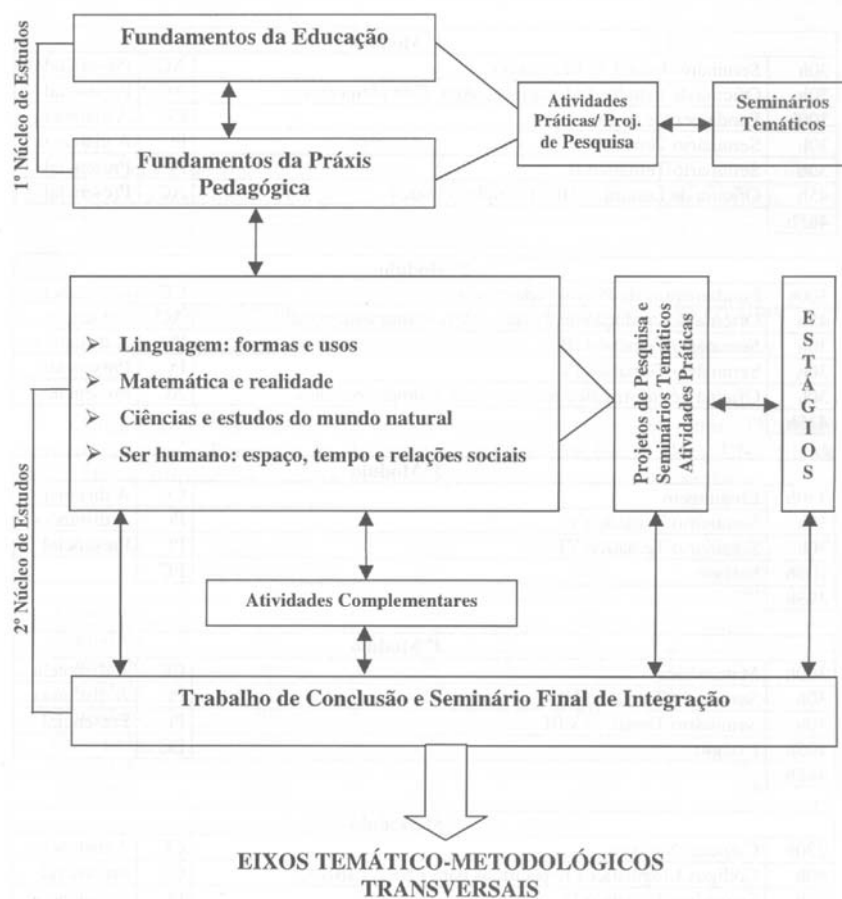 1º Núcleo de Estudos
Fundamentos da Educação
Fundamentos da Práxis
Pedagógica
Atividades
Práticas/ Proj.
de Pesquisa
Seminários
Temáticos
2º Núcleo de Estudos
➢ Linguagem: formas e usos
➢ Matemática e realidade
➢ Ciências e estudos do mundo natural
➢ Ser humano: espaço, tempo e relações sociais
Projetos de Pesquisa e
Seminários Temáticos
Atividades Práticas
ESTÁGIOS
Atividades Complementares
Trabalho de Conclusão e Seminário Final de Integração
EIXOS TEMÁTICO-METODOLÓGICOS
TRANSVERSAIS